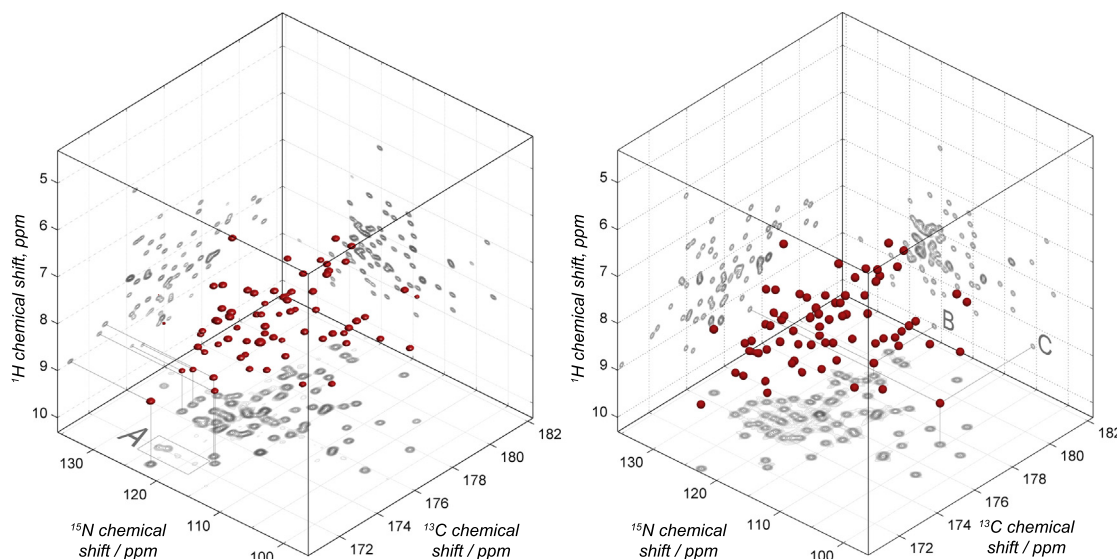 ¹H chemical shift, ppm
5
6
7
8
9
10
A
130
120
110
100
¹⁵N chemical
shift / ppm
172
174
176
178
180
182
¹³C chemical
shift / ppm
¹H chemical shift, ppm
5
6
7
8
9
10
B
C
130
120
110
100
¹⁵N chemical
shift / ppm
172
174
176
178
180
182
¹³C chemical
shift / ppm